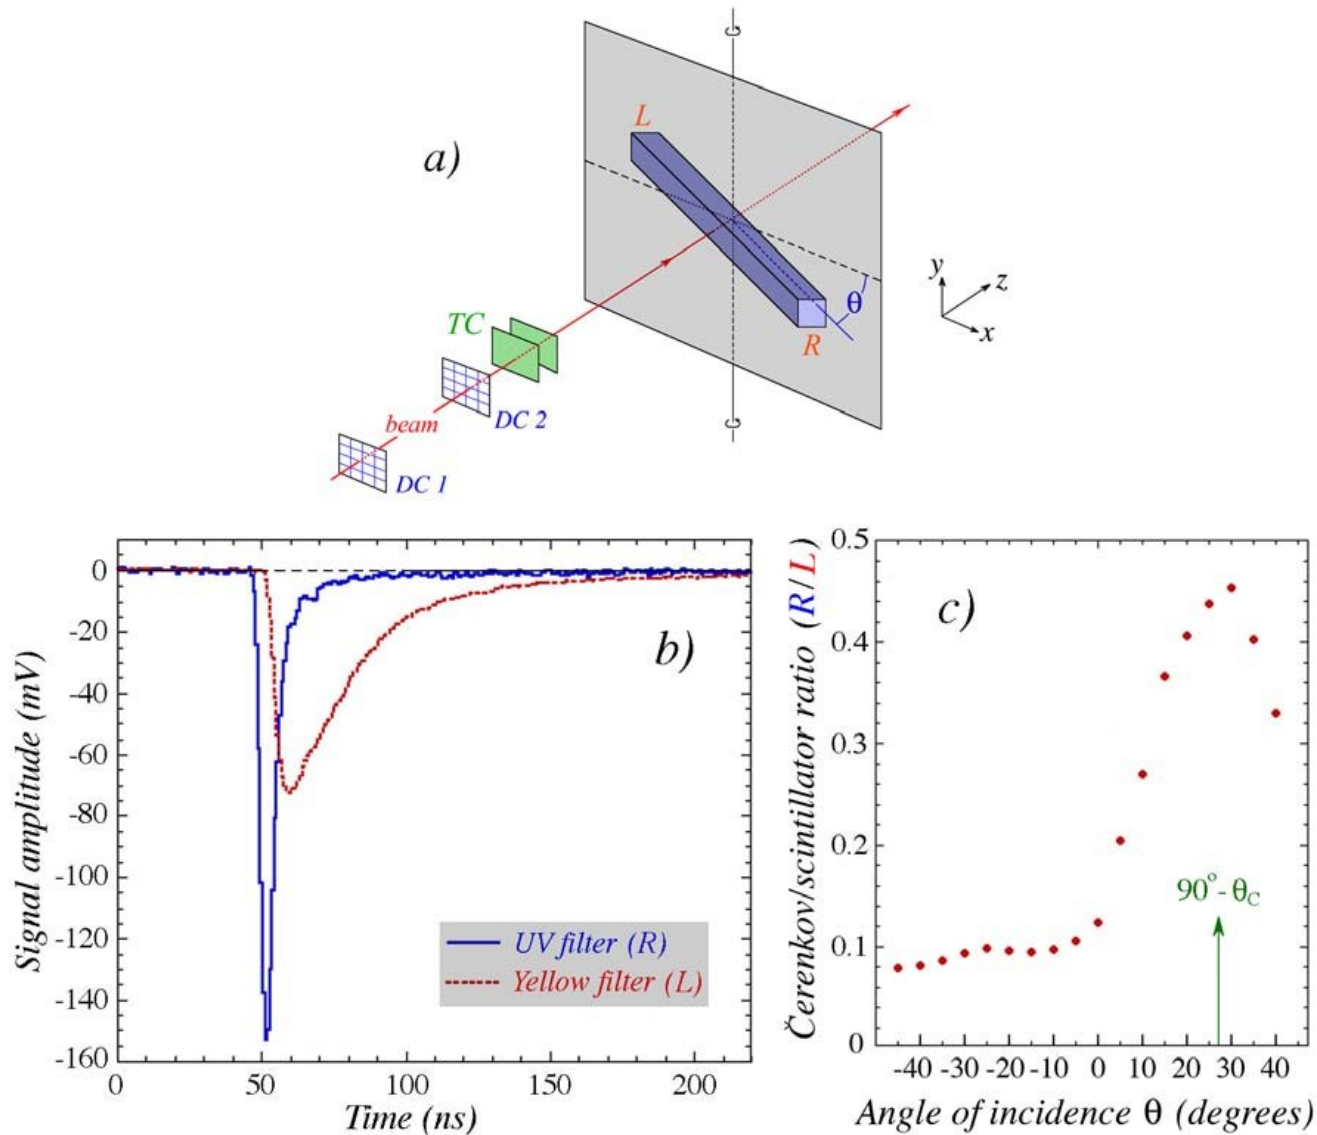 a)
L
R
θ
y
z
x
TC
DC 2
beam
DC 1
b)
Signal amplitude (mV)
0
-20
-40
-60
-80
-100
-120
-140
-160
UV filter (R)
Yellow filter (L)
0 50 100 150 200
Time (ns)
c)
Čerenkov/scintillator ratio (R/L)
0.5
0.4
0.3
0.2
0.1
0
90° - θC
-40 -30 -20 -10 0 10 20 30 40
Angle of incidence θ (degrees)